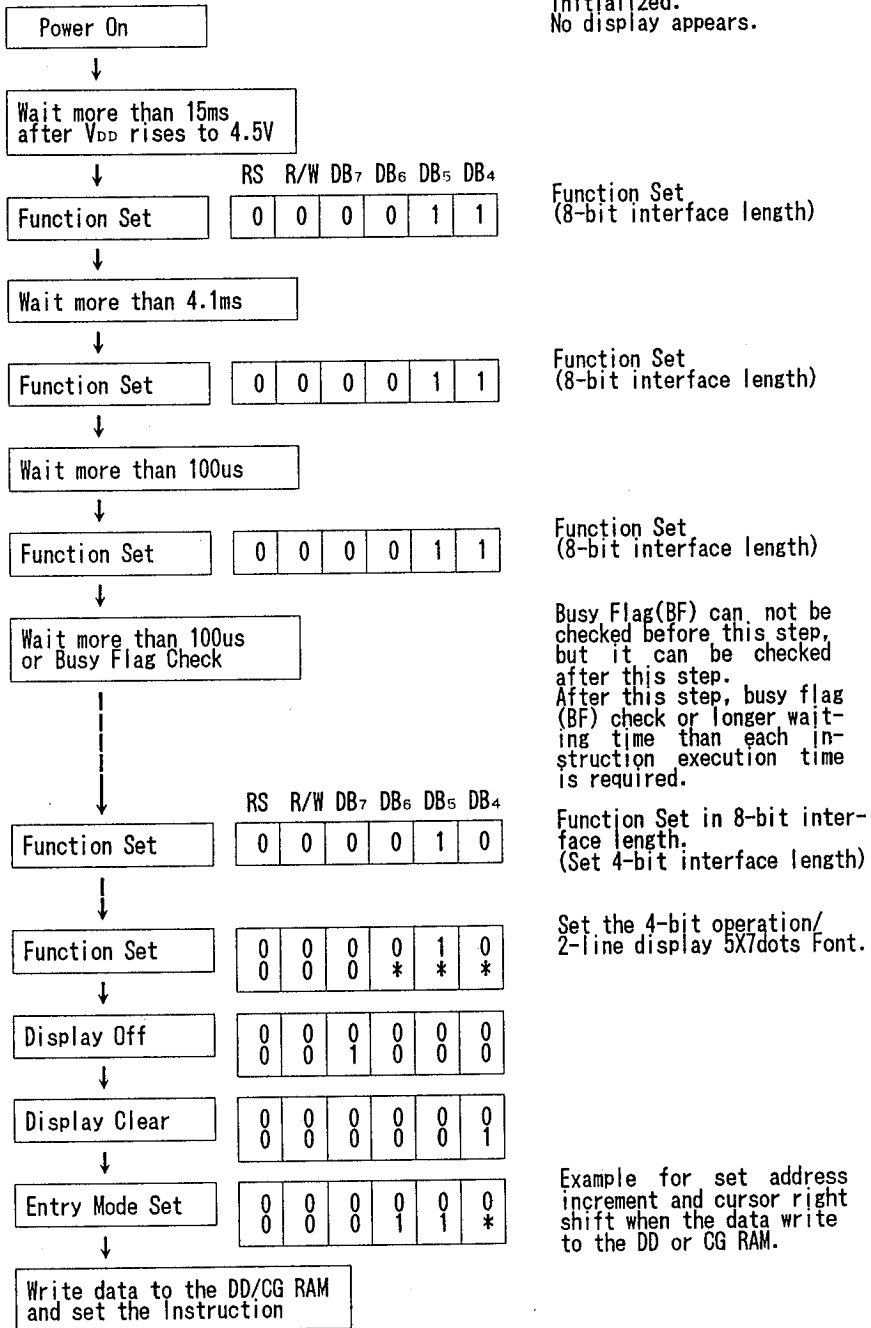 Initialized.
No display appears.
Power On
Wait more than 15ms
after VDD rises to 4.5V
RS R/W DB7 DB6 DB5 DB4
Function Set 0 0 0 0 1 1
Function Set
(8-bit interface length)
Wait more than 4.1ms
Function Set 0 0 0 0 1 1
Function Set
(8-bit interface length)
Wait more than 100us
Function Set 0 0 0 0 1 1
Function Set
(8-bit interface length)
Wait more than 100us
or Busy Flag Check
Busy Flag(BF) can not be
checked before this step,
but it can be checked
after this step.
After this step, busy flag
(BF) check or longer wait-
ing time than each in-
struction execution time
is required.
RS R/W DB7 DB6 DB5 DB4
Function Set 0 0 0 0 1 0
Function Set in 8-bit inter-
face length.
(Set 4-bit interface length)
Function Set
0 0 0 0 1 0
0 0 0 * * *
Set the 4-bit operation/
2-line display 5X7dots Font.
Display Off
0 0 0 0 0 0
0 0 1 0 0 0
Display Clear
0 0 0 0 0 0
0 0 0 0 0 1
Entry Mode Set
0 0 0 0 0 0
0 0 0 1 1 *
Example for set address
increment and cursor right
shift when the data write
to the DD or CG RAM.
Write data to the DD/CG RAM
and set the Instruction